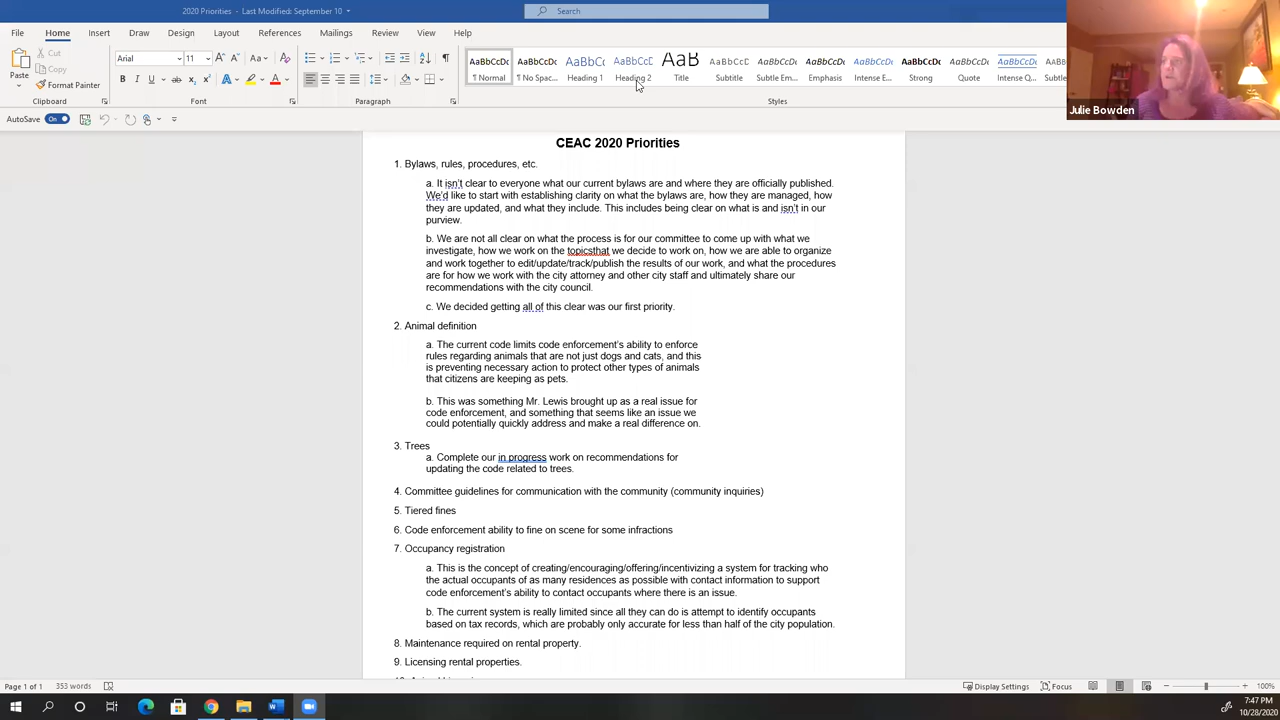 2020 Priorities - Last Modified: September 10
Search
File Home Insert Draw Design Layout References Mailings Review View Help
Paste
Cut
Copy
Format Painter
Arial 11
AaBbCcDc AaBbCcDc AaBbCc AaBbCcD AaB AaBbCcD AaBbCcDc AaBbCcDc AaBbCcDc AaBbCcDc AaBbCcDc AaBbCcDc
¶ Normal ¶ No Spac... Heading 1 Heading 2 Title Subtitle Subtle Em... Emphasis Intense E... Strong Quote Intense Q...
Clipboard Font Paragraph Styles
AutoSave On
Julie Bowden
CEAC 2020 Priorities
1. Bylaws, rules, procedures, etc.
a. It isn't clear to everyone what our current bylaws are and where they are officially published.
We'd like to start with establishing clarity on what the bylaws are, how they are managed, how
they are updated, and what they include. This includes being clear on what is and isn't in our
purview.
b. We are not all clear on what the process is for our committee to come up with what we
investigate, how we work on the topicsthat we decide to work on, how we are able to organize
and work together to edit/update/track/publish the results of our work, and what the procedures
are for how we work with the city attorney and other city staff and ultimately share our
recommendations with the city council.
c. We decided getting all of this clear was our first priority.
2. Animal definition
a. The current code limits code enforcement's ability to enforce
rules regarding animals that are not just dogs and cats, and this
is preventing necessary action to protect other types of animals
that citizens are keeping as pets.
b. This was something Mr. Lewis brought up as a real issue for
code enforcement, and something that seems like an issue we
could potentially quickly address and make a real difference on.
3. Trees
a. Complete our in progress work on recommendations for
updating the code related to trees.
4. Committee guidelines for communication with the community (community inquiries)
5. Tiered fines
6. Code enforcement ability to fine on scene for some infractions
7. Occupancy registration
a. This is the concept of creating/encouraging/offering/incentivizing a system for tracking who
the actual occupants of as many residences as possible with contact information to support
code enforcement's ability to contact occupants where there is an issue.
b. The current system is really limited since all they can do is attempt to identify occupants
based on tax records, which are probably only accurate for less than half of the city population.
8. Maintenance required on rental property.
9. Licensing rental properties.
Page 1 of 1 353 words
Display Settings Focus 100%
7:47 PM
10/28/2020